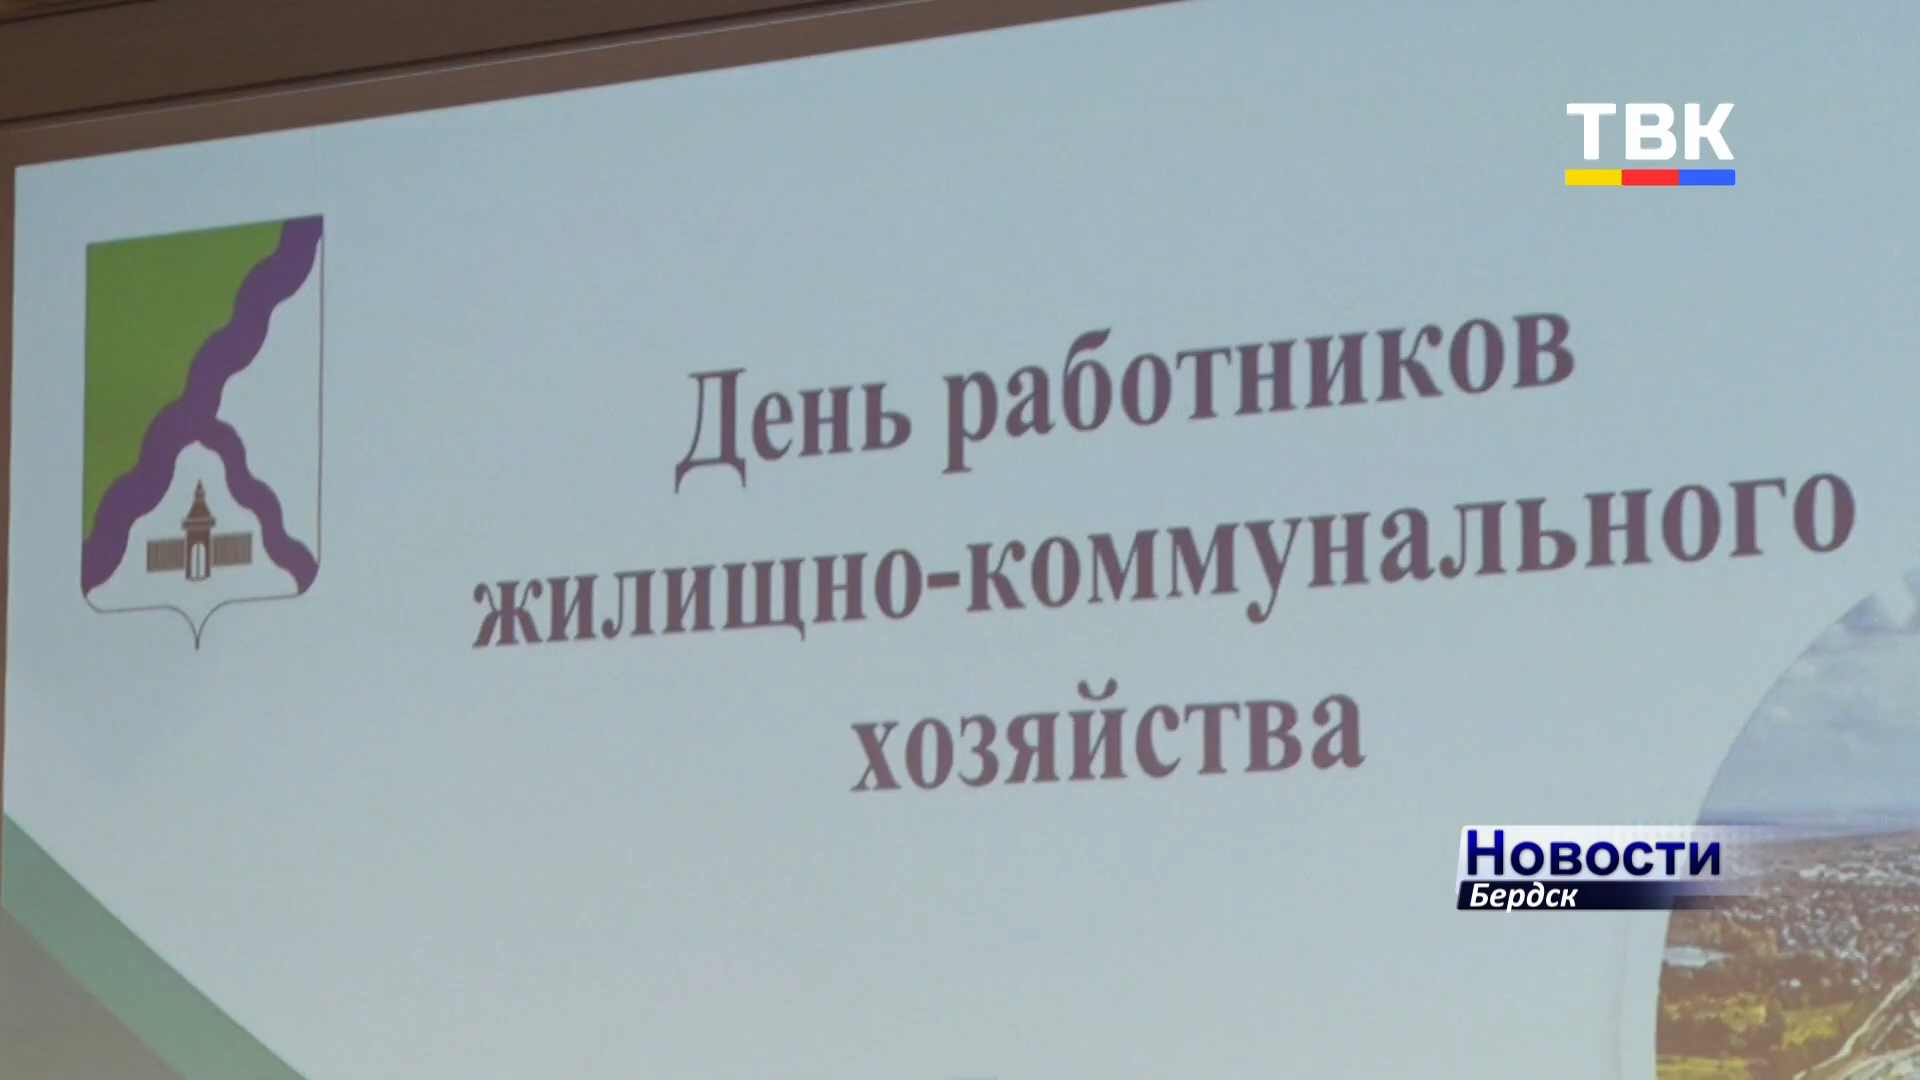 ТВК
День работников
жилищно-коммунального
хозяйства
Новости
Бердск